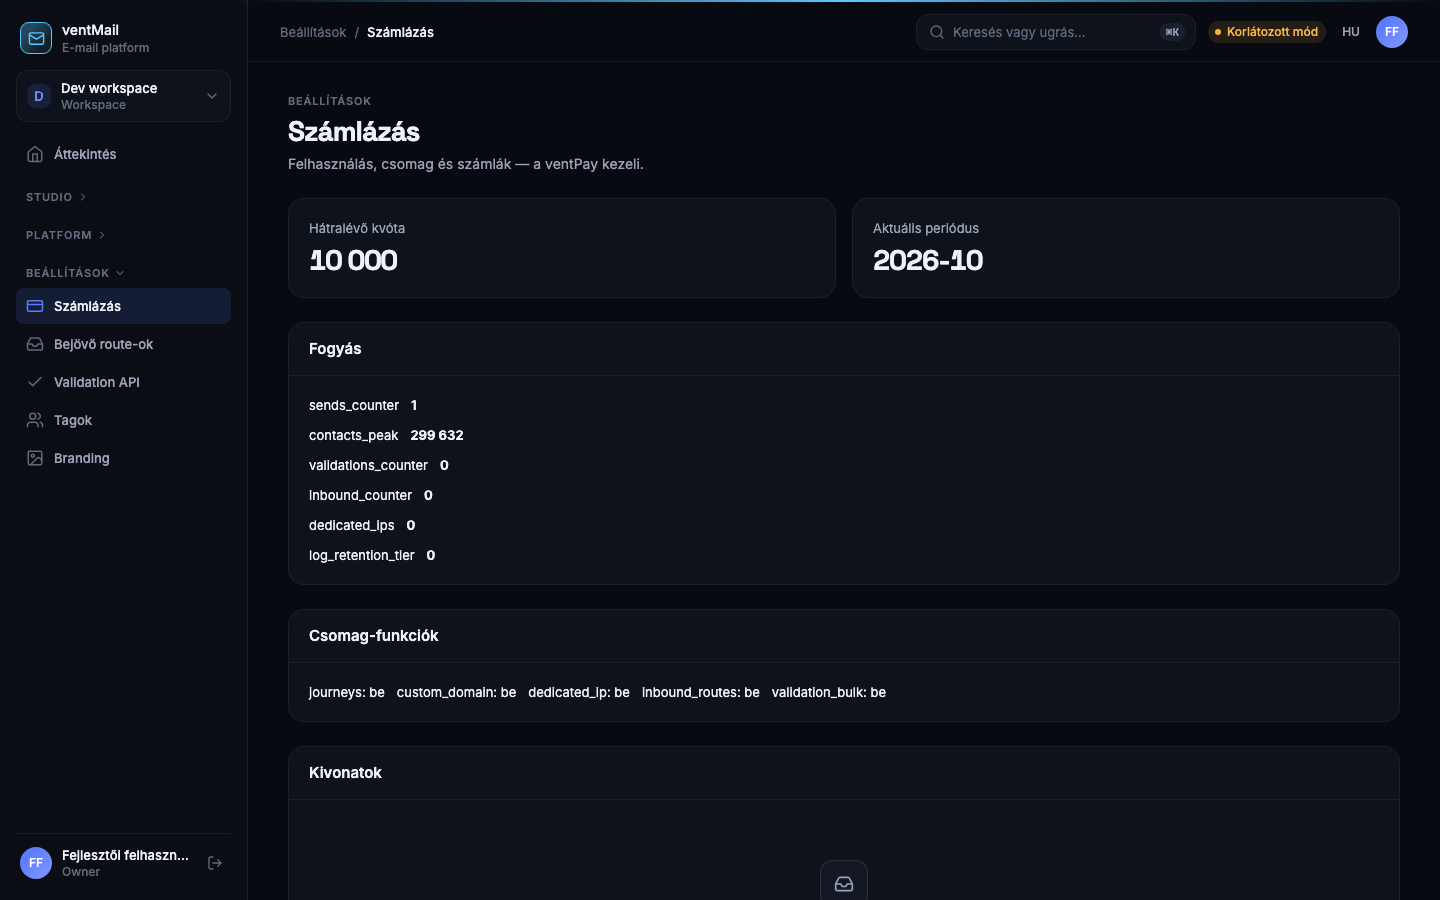 ventMail
E-mail platform
D
Dev workspace
Workspace
Áttekintés
STUDIO
PLATFORM
BEÁLLÍTÁSOK
Számlázás
Bejövő route-ok
Validation API
Tagok
Branding
FF
Fejlesztői felhaszn...
Owner
Beállítások / Számlázás
Keresés vagy ugrás...
⌘K
Korlátozott mód
HU
FF
BEÁLLÍTÁSOK
Számlázás
Felhasználás, csomag és számlák — a ventPay kezeli.
Hátralévő kvóta
10 000
Aktuális periódus
2026-10
Fogyás
sends_counter 1
contacts_peak 299 632
validations_counter 0
inbound_counter 0
dedicated_ips 0
log_retention_tier 0
Csomag-funkciók
journeys: be custom_domain: be dedicated_ip: be inbound_routes: be validation_bulk: be
Kivonatok